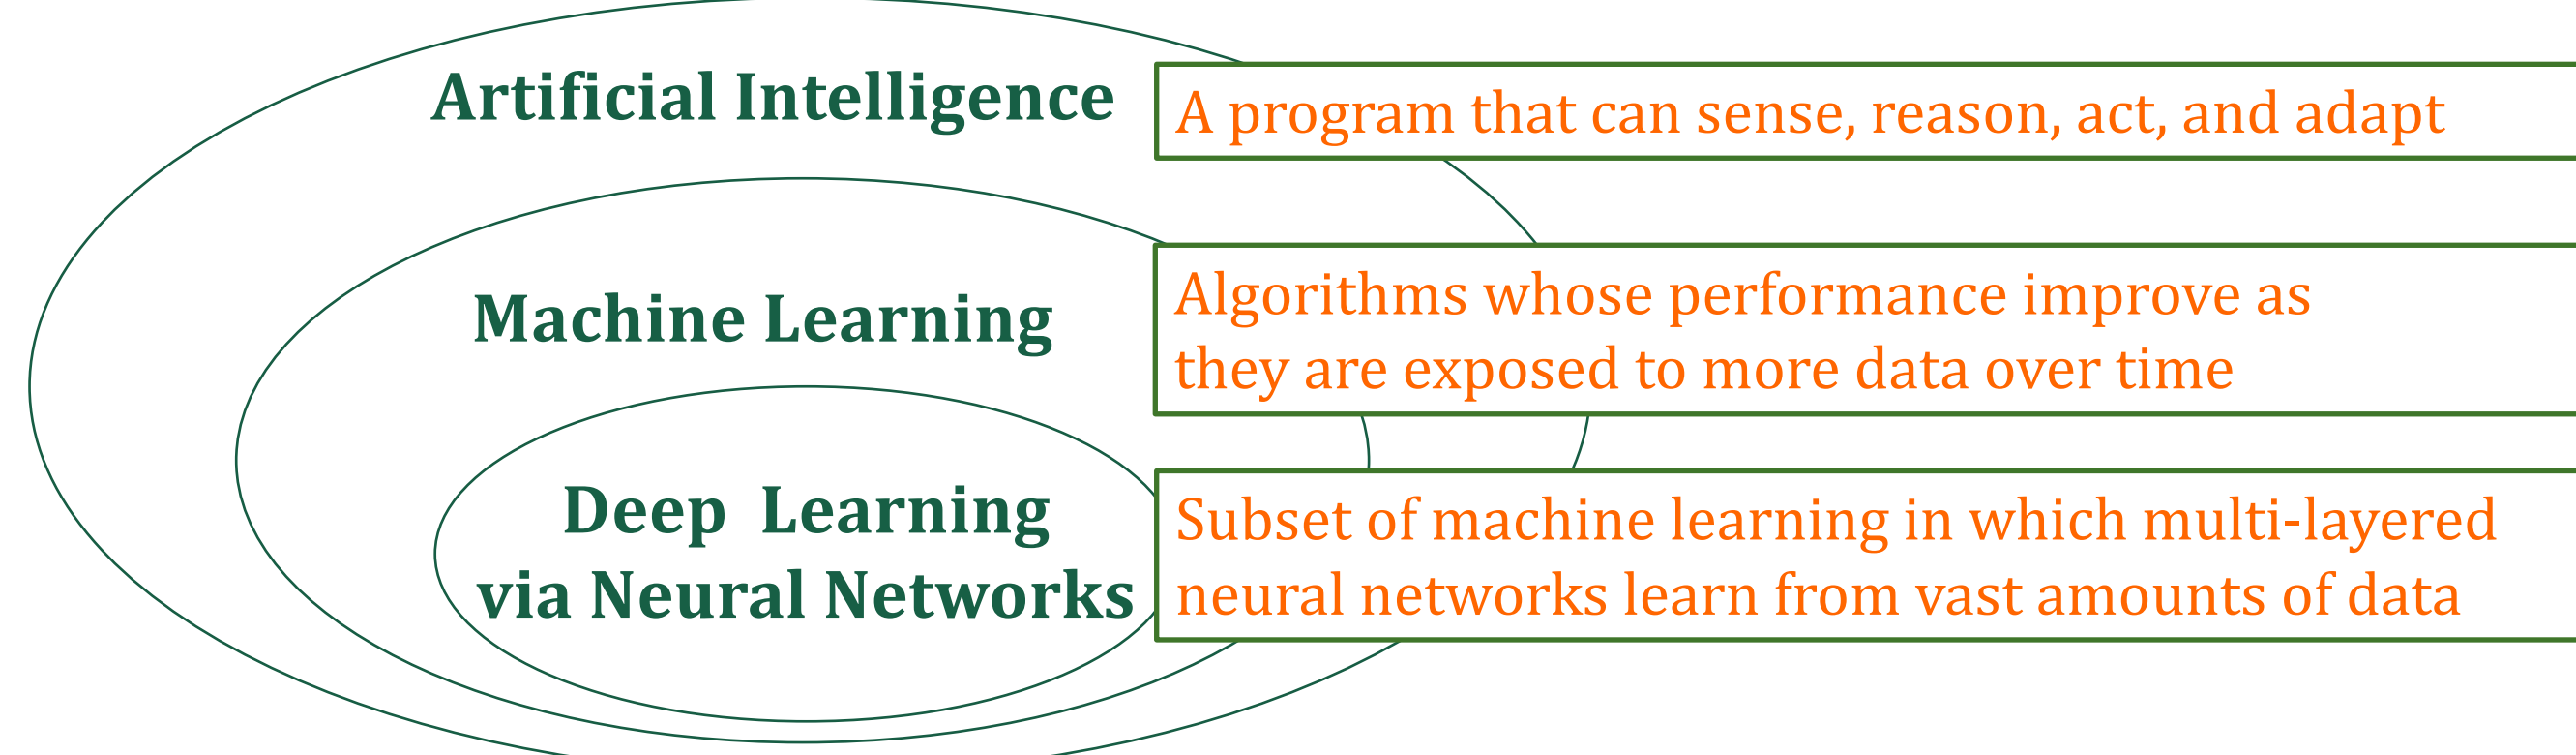 Artificial Intelligence
A program that can sense, reason, act, and adapt
Machine Learning
Algorithms whose performance improve as
they are exposed to more data over time
Deep Learning
via Neural Networks
Subset of machine learning in which multi-layered
neural networks learn from vast amounts of data